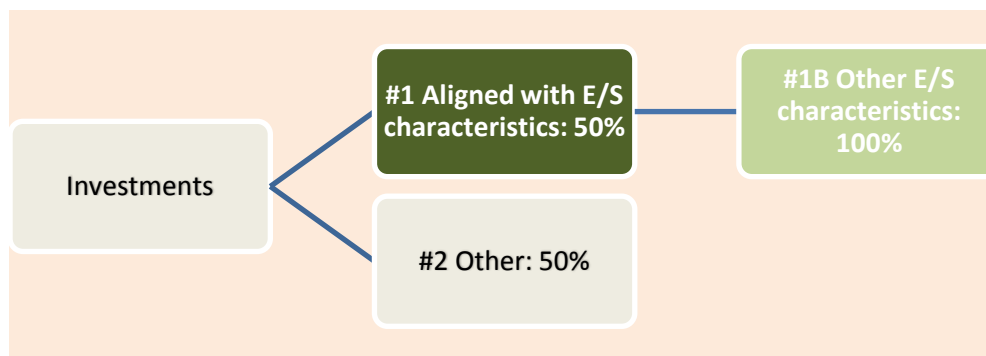 Investments
#1 Aligned with E/S
characteristics: 50%
#1B Other E/S
characteristics:
100%
#2 Other: 50%